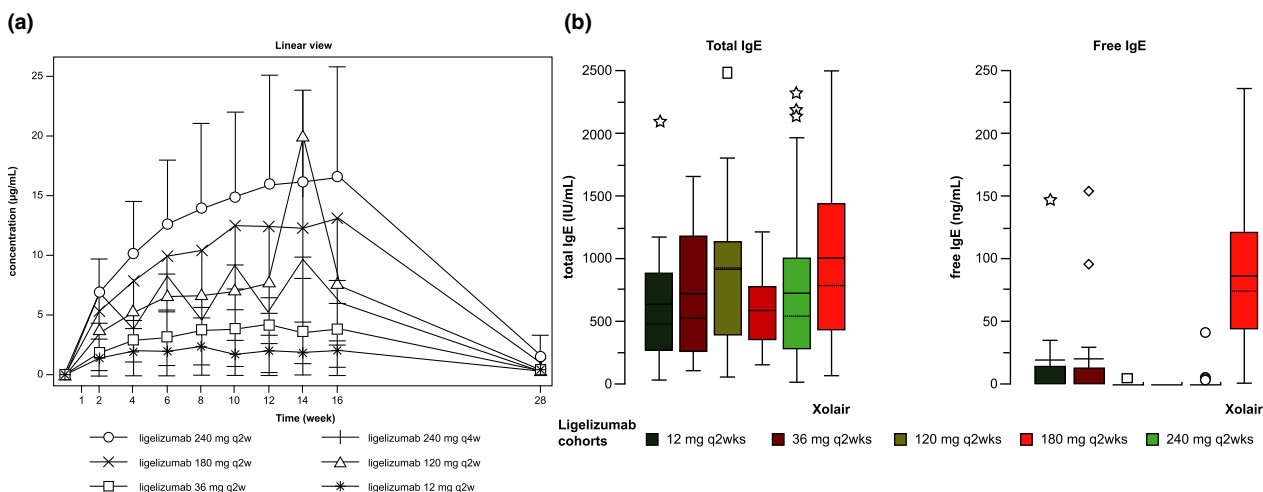 (a)
Linear view
25
20
15
10
5
0
concentration (µg/mL)
1 2 4 6 8 10 12 14 16 28
Time (week)
ligelizumab 240 mg q2w
ligelizumab 240 mg q4w
ligelizumab 180 mg q2w
ligelizumab 120 mg q2w
ligelizumab 36 mg q2w
ligelizumab 12 mg q2w
(b)
Total IgE
2500
2000
1500
1000
500
0
total IgE (IU/mL)
Xolair
Free IgE
250
200
150
100
50
0
free IgE (ng/mL)
Xolair
Ligelizumab
cohorts
12 mg q2wks
36 mg q2wks
120 mg q2wks
180 mg q2wks
240 mg q2wks